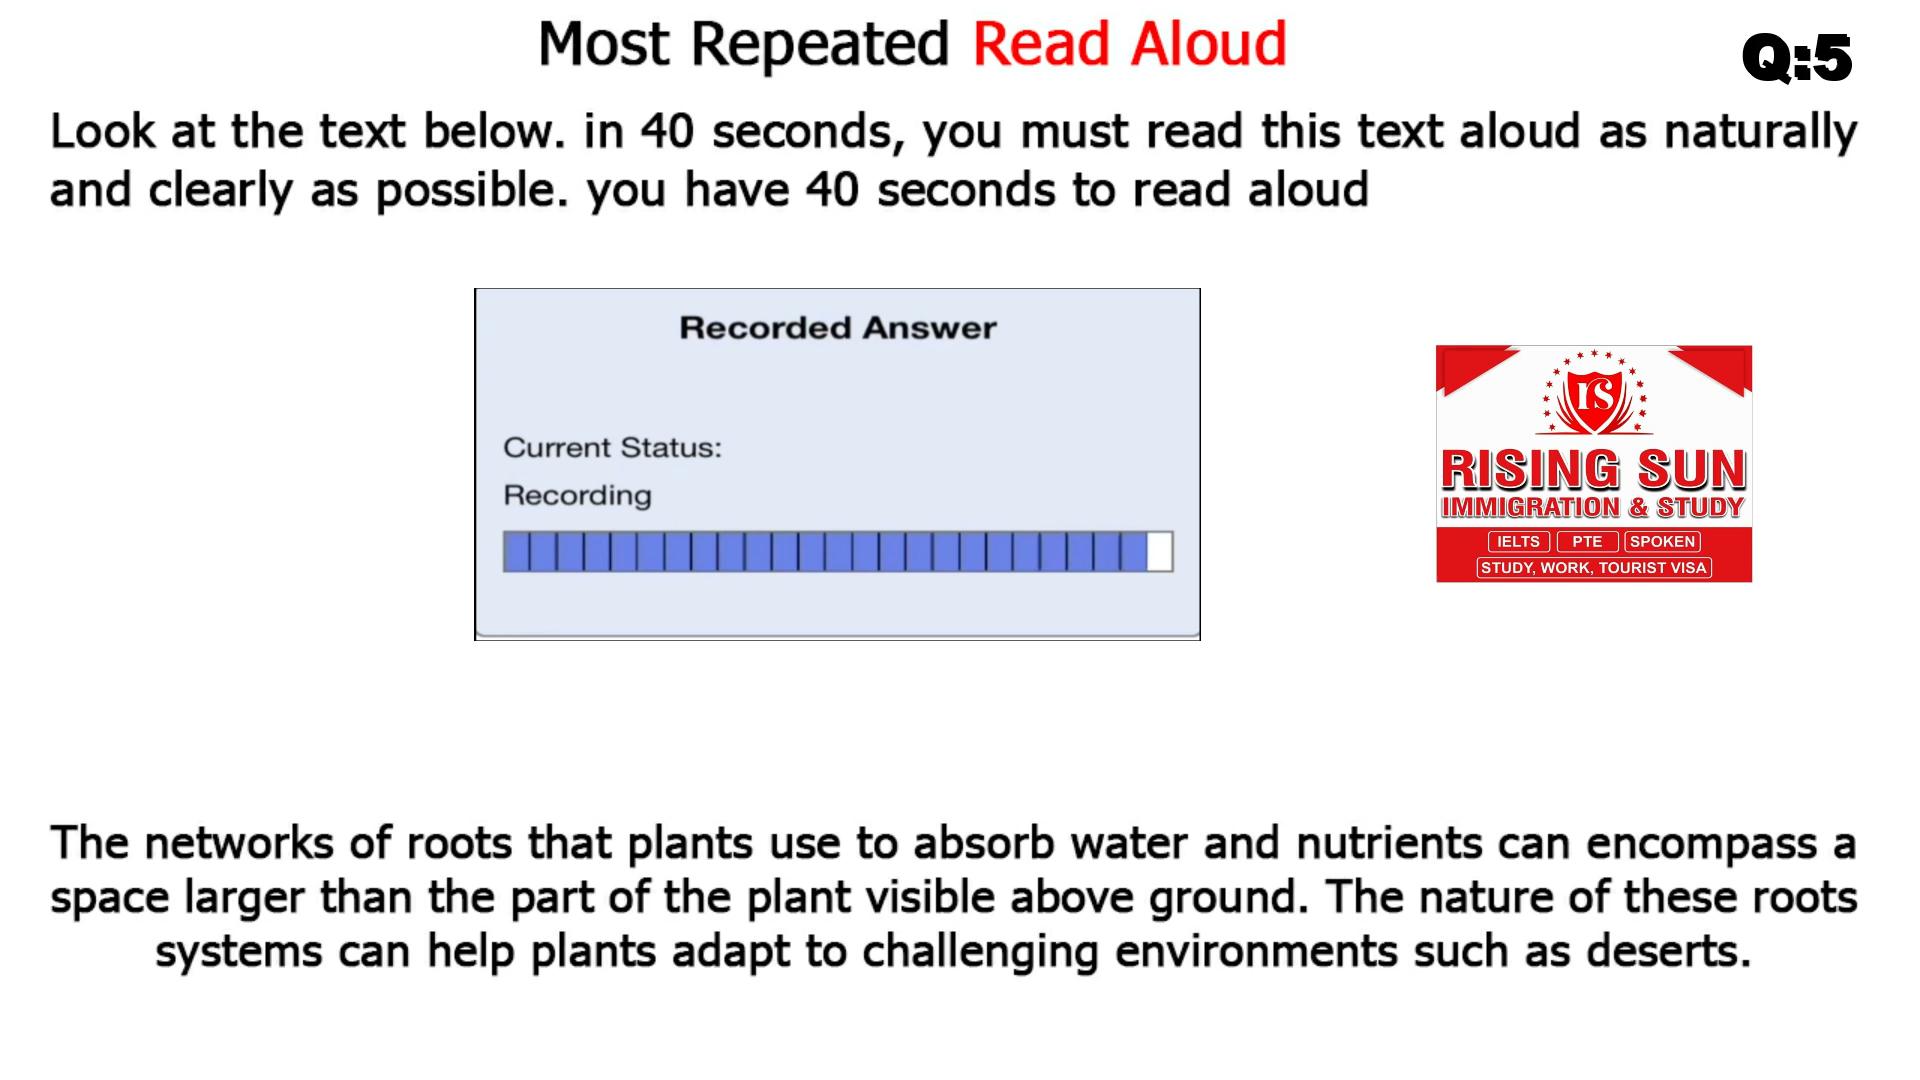 Most Repeated Read Aloud
Q:5
Look at the text below. in 40 seconds, you must read this text aloud as naturally
and clearly as possible. you have 40 seconds to read aloud
Recorded Answer
Current Status:
Recording
rs
RISING SUN
IMMIGRATION & STUDY
IELTS PTE SPOKEN
STUDY, WORK, TOURIST VISA
The networks of roots that plants use to absorb water and nutrients can encompass a
space larger than the part of the plant visible above ground. The nature of these roots
systems can help plants adapt to challenging environments such as deserts.